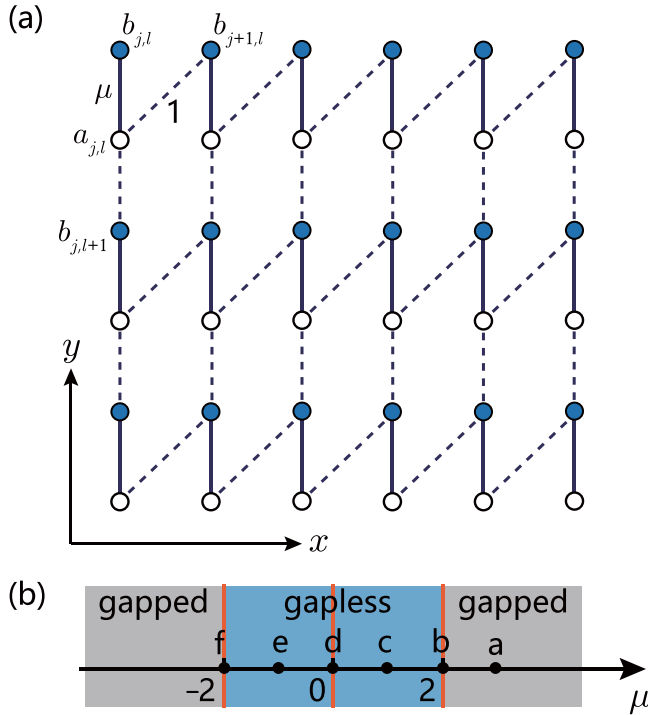 (a)
b_{j,l} b_{j+1,l}
μ
1
a_{j,l}
b_{j,l+1}
y
x
(b)
gapped gapless gapped
f e d c b a
-2 0 2
μ